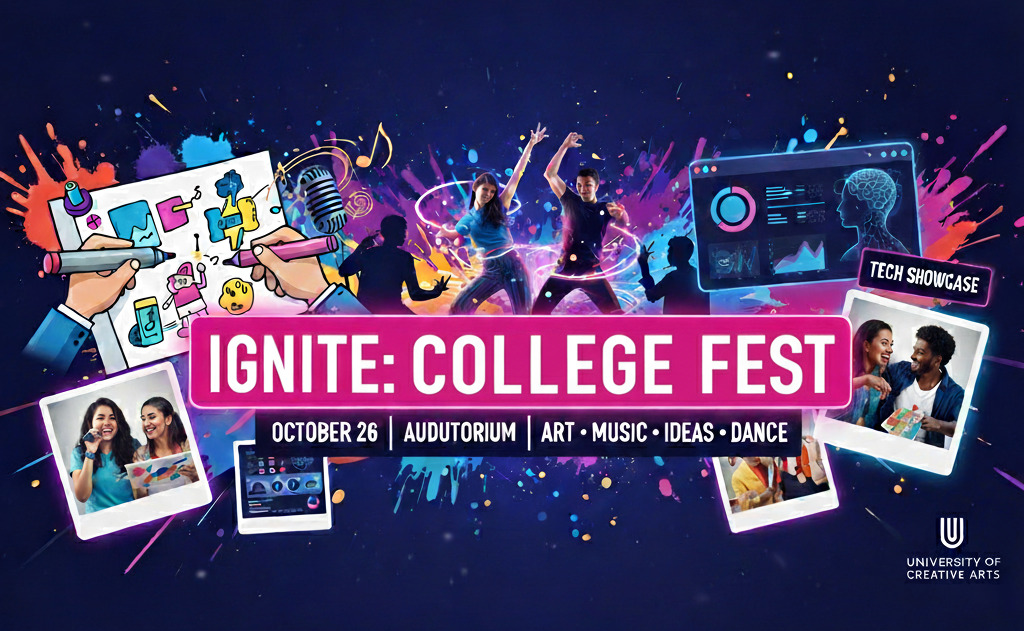 TECH SHOWCASE
IGNITE: COLLEGE FEST
OCTOBER 26 | AUDUTORIUM | ART • MUSIC • IDEAS • DANCE
UNIVERSITY OF
CREATIVE ARTS